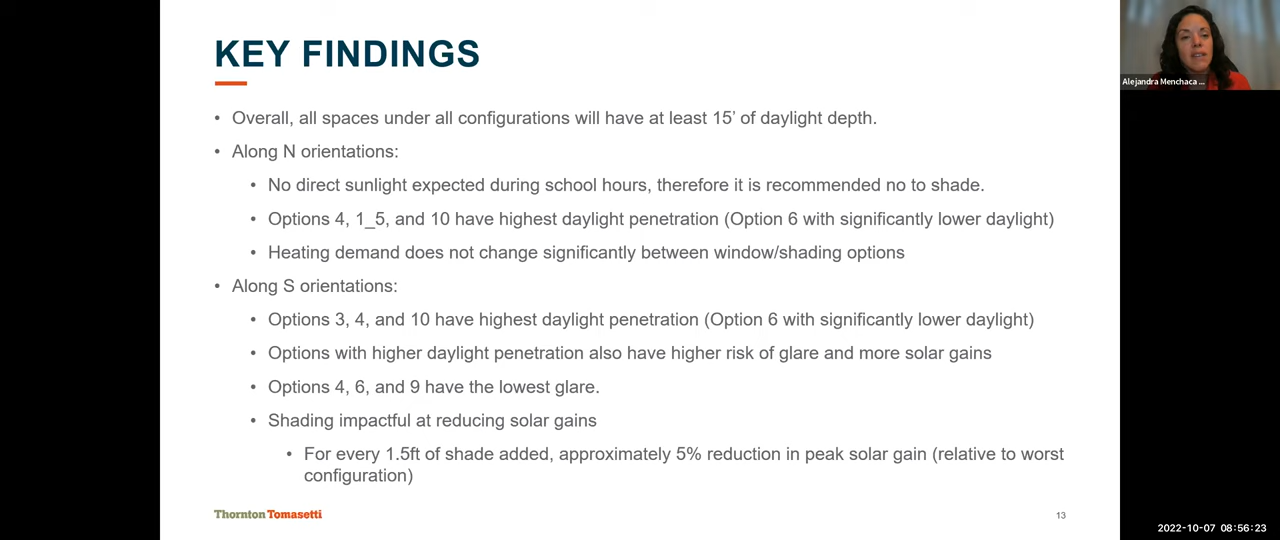 KEY FINDINGS
• Overall, all spaces under all configurations will have at least 15’ of daylight depth.
• Along N orientations:
• No direct sunlight expected during school hours, therefore it is recommended no to shade.
• Options 4, 1_5, and 10 have highest daylight penetration (Option 6 with significantly lower daylight)
• Heating demand does not change significantly between window/shading options
• Along S orientations:
• Options 3, 4, and 10 have highest daylight penetration (Option 6 with significantly lower daylight)
• Options with higher daylight penetration also have higher risk of glare and more solar gains
• Options 4, 6, and 9 have the lowest glare.
• Shading impactful at reducing solar gains
• For every 1.5ft of shade added, approximately 5% reduction in peak solar gain (relative to worst
configuration)
Thornton Tomasetti
13
Alejandra Menchaca ...
2022-10-07 08:56:23